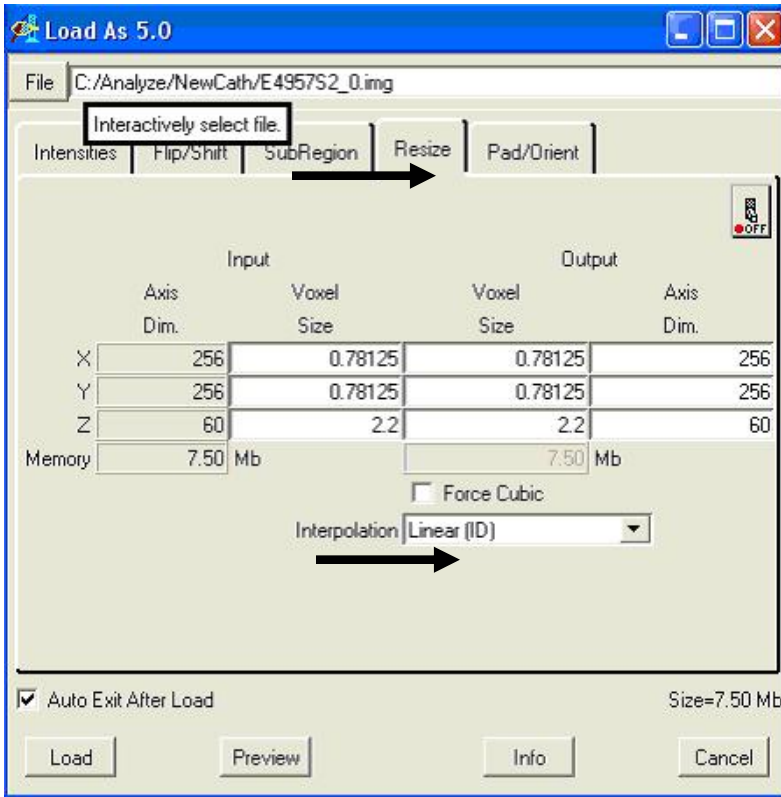 Load As 5.0
File C:/Analyze/NewCath/E4957S2_0.img
Interactively select file.
Intensities Flip/Shift SubRegion Resize Pad/Orient
OFF
Input Output
Axis Voxel Voxel Axis
Dim. Size Size Dim.
X 256 0.78125 0.78125 256
Y 256 0.78125 0.78125 256
Z 60 2.2 2.2 60
Memory 7.50 Mb 7.50 Mb
Force Cubic
Interpolation Linear (ID)
Auto Exit After Load Size=7.50 Mb
Load Preview Info Cancel